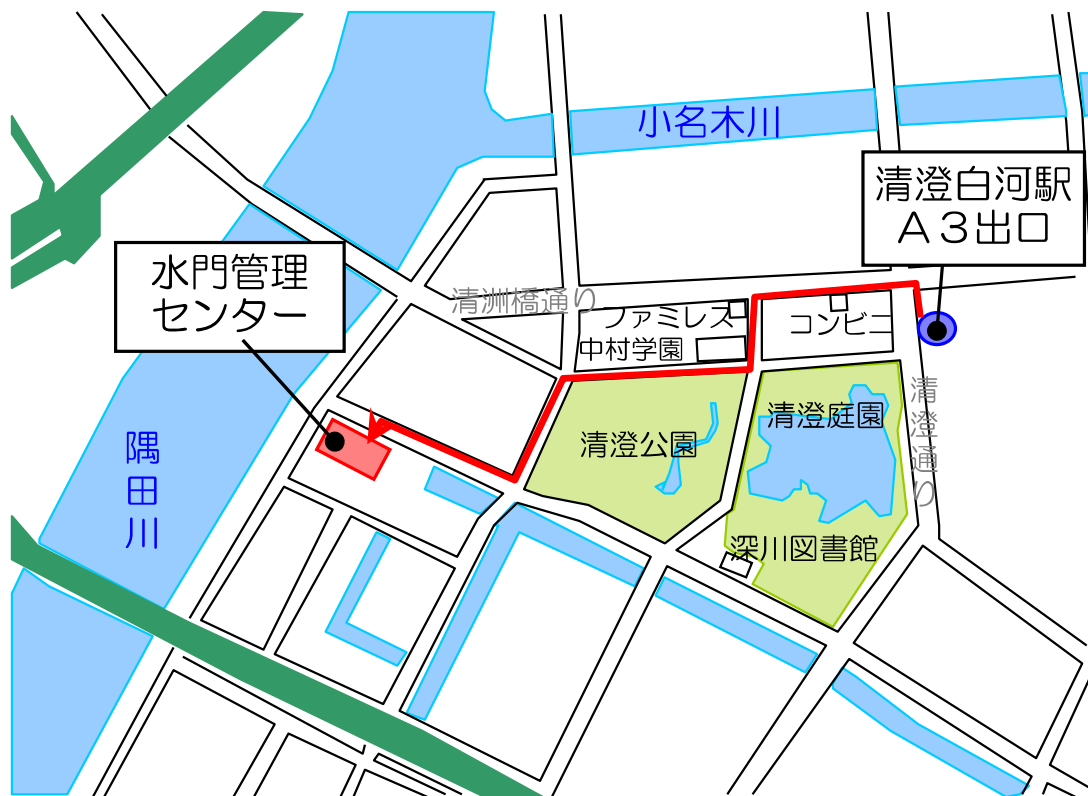 小名木川
清澄白河駅
A3出口
水門管理
センター
清洲橋通り
ファミレス
コンビニ
中村学園
清澄通り
清澄庭園
清澄公園
隅田川
深川図書館